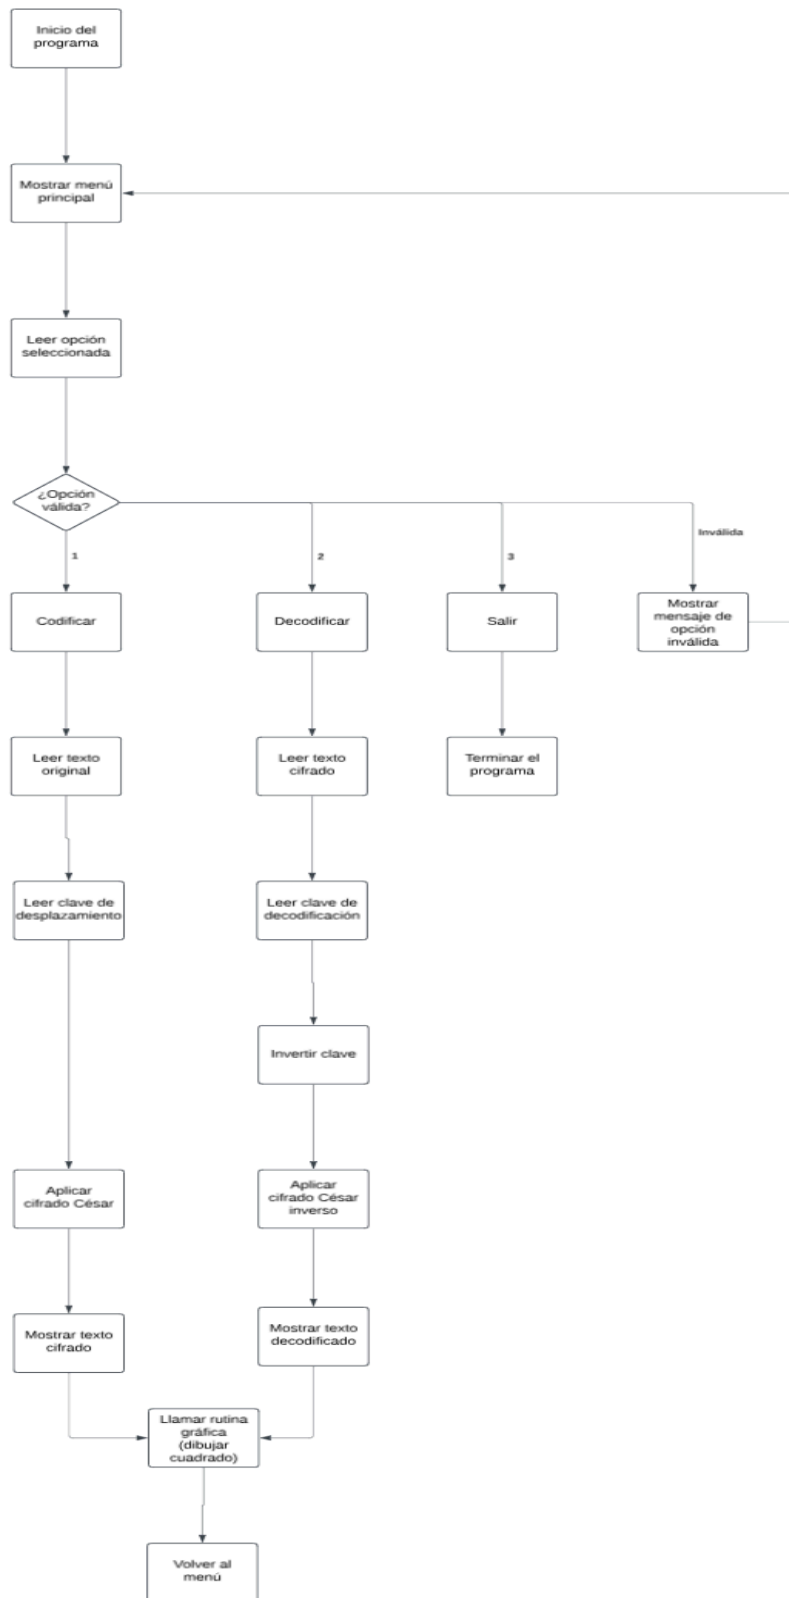 Inicio del
programa
Mostrar menú
principal
Leer opción
seleccionada
¿Opción
válida?
1
2
3
Inválida
Codificar
Decodificar
Salir
Mostrar
mensaje de
opción
inválida
Leer texto
original
Leer texto
cifrado
Terminar el
programa
Leer clave de
desplazamiento
Leer clave de
decodificación
Invertir clave
Aplicar
cifrado César
Aplicar
cifrado César
inverso
Mostrar texto
cifrado
Mostrar texto
decodificado
Llamar rutina
gráfica
(dibujar
cuadrado)
Volver al
menú